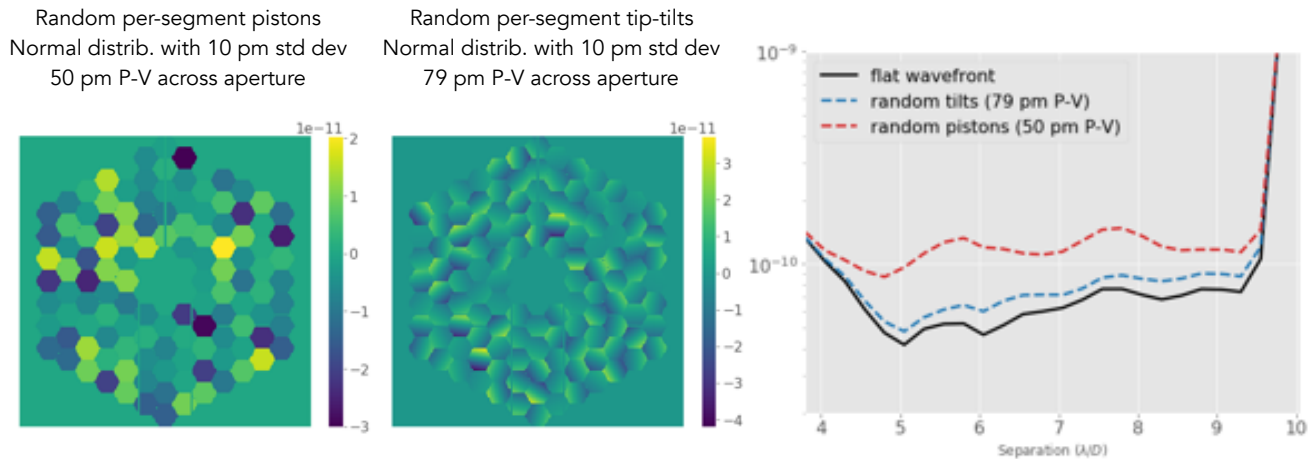 Random per-segment pistons
Normal distrib. with 10 pm std dev
50 pm P-V across aperture
1e−11
2
1
0
−1
−2
−3
Random per-segment tip-tilts
Normal distrib. with 10 pm std dev
79 pm P-V across aperture
1e−11
3
2
1
0
−1
−2
−3
−4
10⁻⁹
10⁻¹⁰
flat wavefront
random tilts (79 pm P-V)
random pistons (50 pm P-V)
4 5 6 7 8 9 10
Separation (λ/D)